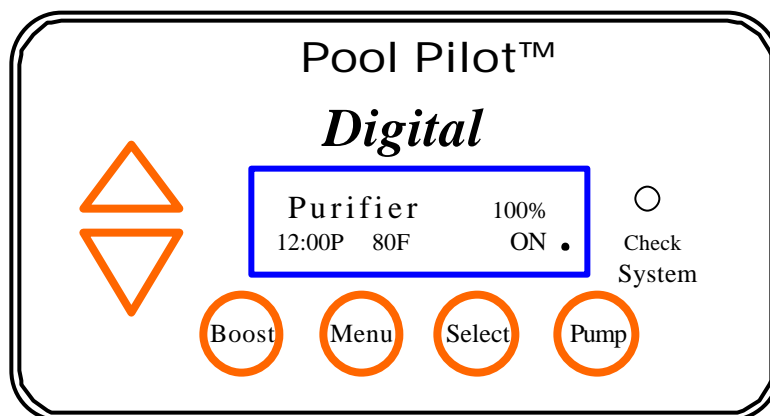 Pool Pilot™
Digital
Purifier 100%
12:00P 80F ON .
Check
System
Boost Menu Select Pump